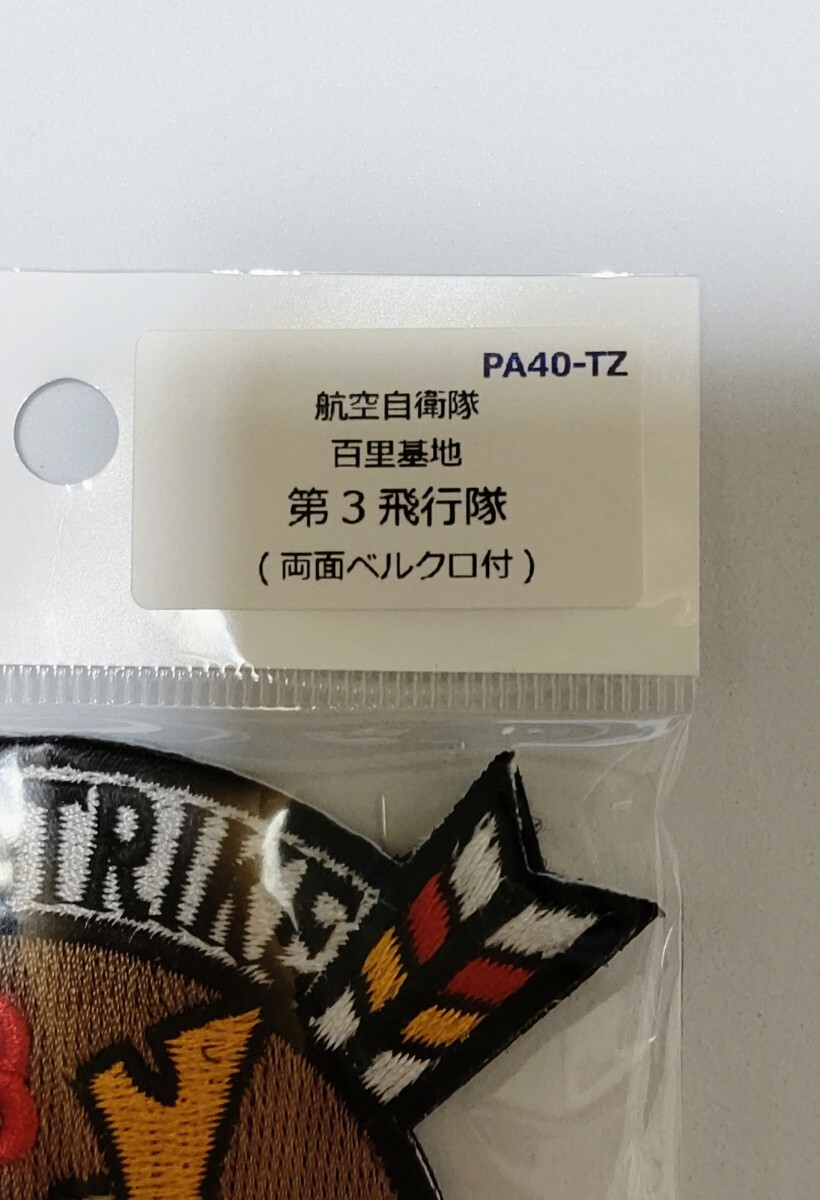 PA40-TZ
航空自衛隊
百里基地
第3飛行隊
(両面ベルクロ付)
3